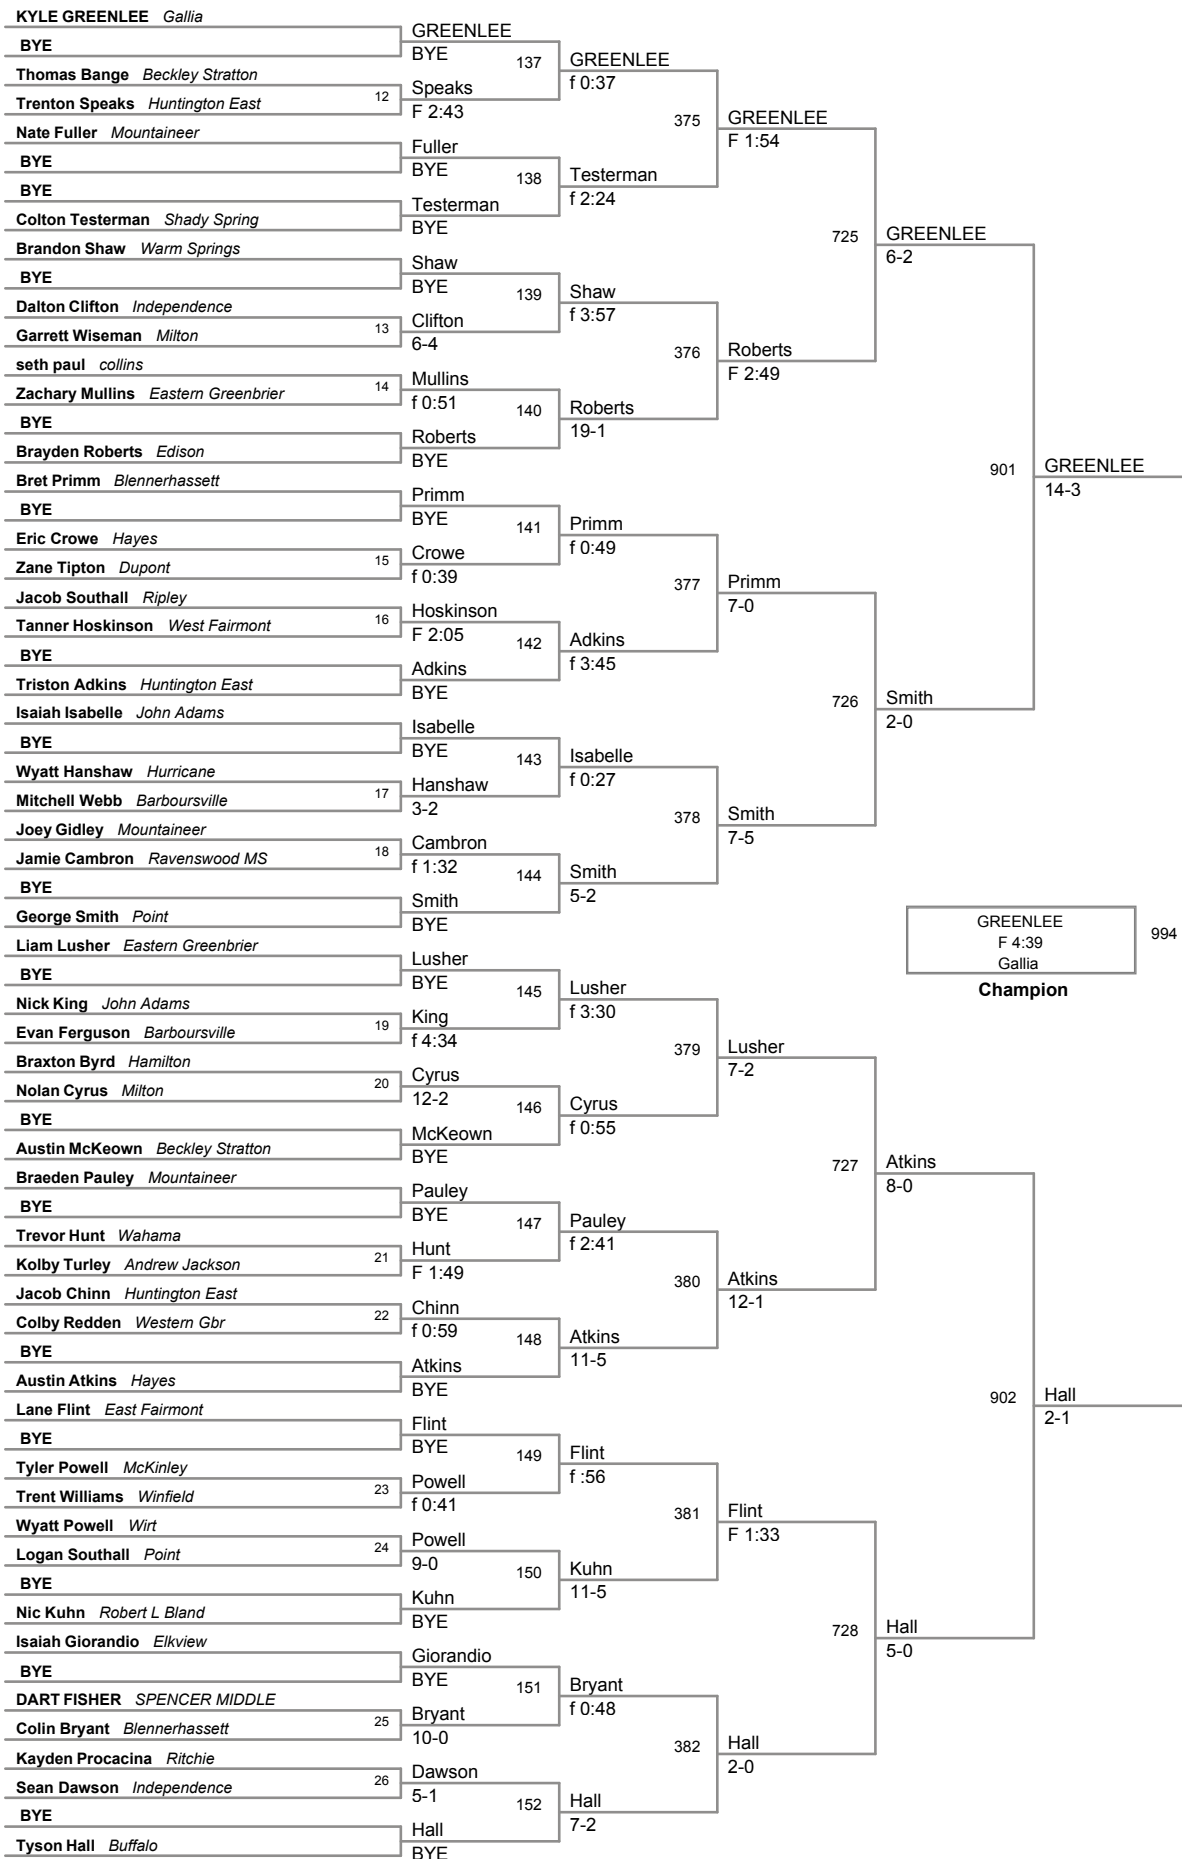 KYLE GREENLEE Gallia
BYE
Thomas Bange Beckley Stratton
Trenton Speaks Huntington East
Nate Fuller Mountaineer
BYE
BYE
Colton Testerman Shady Spring
Brandon Shaw Warm Springs
BYE
Dalton Clifton Independence
Garrett Wiseman Milton
seth paul collins
Zachary Mullins Eastern Greenbrier
BYE
Brayden Roberts Edison
Bret Primm Blennerhassett
BYE
Eric Crowe Hayes
Zane Tipton Dupont
Jacob Southall Ripley
Tanner Hoskinson West Fairmont
BYE
Triston Adkins Huntington East
Isaiah Isabelle John Adams
BYE
Wyatt Hanshaw Hurricane
Mitchell Webb Barboursville
Joey Gidley Mountaineer
Jamie Cambron Ravenswood MS
BYE
George Smith Point
Liam Lusher Eastern Greenbrier
BYE
Nick King John Adams
Evan Ferguson Barboursville
Braxton Byrd Hamilton
Nolan Cyrus Milton
BYE
Austin McKeown Beckley Stratton
Braeden Pauley Mountaineer
BYE
Trevor Hunt Wahama
Kolby Turley Andrew Jackson
Jacob Chinn Huntington East
Colby Redden Western Gbr
BYE
Austin Atkins Hayes
Lane Flint East Fairmont
BYE
Tyler Powell McKinley
Trent Williams Winfield
Wyatt Powell Wirt
Logan Southall Point
BYE
Nic Kuhn Robert L Bland
Isaiah Giorandio Elkview
BYE
DART FISHER SPENCER MIDDLE
Colin Bryant Blennerhassett
Kayden Procacina Ritchie
Sean Dawson Independence
BYE
Tyson Hall Buffalo
12
13
14
15
16
17
18
19
20
21
22
23
24
25
26
GREENLEE
BYE
Speaks
F 2:43
Fuller
BYE
Testerman
BYE
Shaw
BYE
Clifton
6-4
Mullins
f 0:51
Roberts
BYE
Primm
BYE
Crowe
f 0:39
Hoskinson
F 2:05
Adkins
BYE
Isabelle
BYE
Hanshaw
3-2
Cambron
f 1:32
Smith
BYE
Lusher
BYE
King
f 4:34
Cyrus
12-2
McKeown
BYE
Pauley
BYE
Hunt
F 1:49
Chinn
f 0:59
Atkins
BYE
Flint
BYE
Powell
f 0:41
Powell
9-0
Kuhn
BYE
Giorandio
BYE
Bryant
10-0
Dawson
5-1
Hall
BYE
137
138
139
140
141
142
143
144
145
146
147
148
149
150
151
152
GREENLEE
f 0:37
Testerman
f 2:24
Shaw
f 3:57
Roberts
19-1
Primm
f 0:49
Adkins
f 3:45
Isabelle
f 0:27
Smith
5-2
Lusher
f 3:30
Cyrus
f 0:55
Pauley
f 2:41
Atkins
11-5
Flint
f :56
Kuhn
11-5
Bryant
f 0:48
Hall
7-2
375
376
377
378
379
380
381
382
GREENLEE
F 1:54
Roberts
F 2:49
Primm
7-0
Smith
7-5
Lusher
7-2
Atkins
12-1
Flint
F 1:33
Hall
2-0
725
726
727
728
GREENLEE
6-2
Smith
2-0
Atkins
8-0
Hall
5-0
901
902
GREENLEE
14-3
Hall
2-1
GREENLEE
F 4:39
Gallia
994
Champion